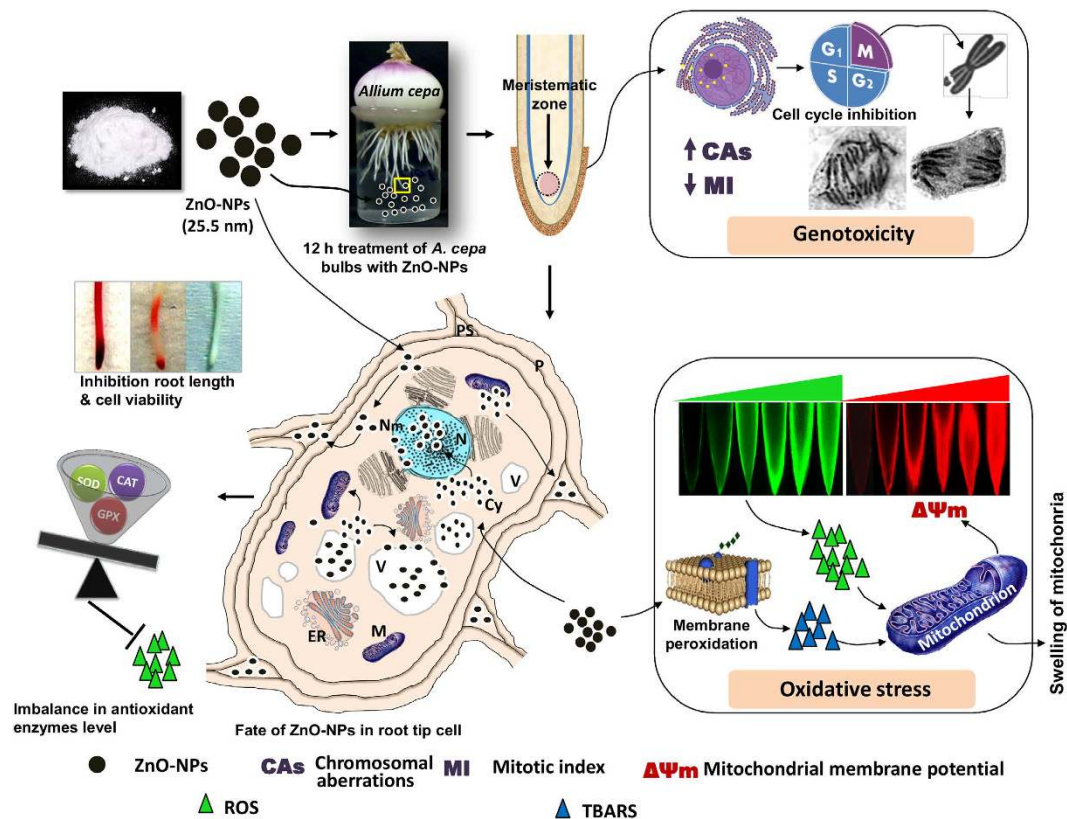 Allium cepa
ZnO-NPs
(25.5 nm)
12 h treatment of A. cepa
bulbs with ZnO-NPs
Meristematic
zone
G1
M
S
G2
Cell cycle inhibition
↑ CAs
↓ MI
Genotoxicity
Inhibition root length
& cell viability
SOD
CAT
GPX
Imbalance in antioxidant
enzymes level
PS
P
Nm
N
V
Cy
V
ER
M
Fate of ZnO-NPs in root tip cell
ΔΨm
Membrane
peroxidation
Mitochondrion
Swelling of mitochonria
Oxidative stress
ZnO-NPs
CAs Chromosomal
aberrations
MI Mitotic index
ΔΨm Mitochondrial membrane potential
ROS
TBARS